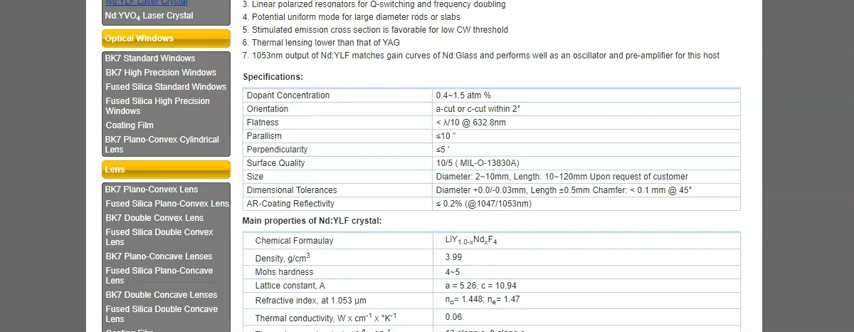 Nd:YLF Laser Crystal
Nd:YVO4 Laser Crystal
Optical Windows
BK7 Standard Windows
BK7 High Precision Windows
Fused Silica Standard Windows
Fused Silica High Precision
Windows
Coating Film
BK7 Plano-Convex Cylindrical
Lens
Lens
BK7 Plano-Convex Lens
Fused Silica Plano-Convex Lens
BK7 Double Convex Lens
Fused Silica Double Convex
Lens
BK7 Plano-Concave Lenses
Fused Silica Plano-Concave
Lens
BK7 Double Concave Lenses
Fused Silica Double Concave
Lens
Coating Film
3. Linear polarized resonators for Q-switching and frequency doubling
4. Potential uniform mode for large diameter rods or slabs
5. Stimulated emission cross section is favorable for low CW threshold
6. Thermal lensing lower than that of YAG
7. 1053nm output of Nd:YLF matches gain curves of Nd:Glass and performs well as an oscillator and pre-amplifier for this host
Specifications:
Dopant Concentration 0.4~1.5 atm %
Orientation a-cut or c-cut within 2°
Flatness < λ/10 @ 632.8nm
Parallism ≤10 "
Perpendicularity ≤5 '
Surface Quality 10/5 ( MIL-O-13830A)
Size Diameter: 2~10mm, Length: 10~120mm Upon request of customer
Dimensional Tolerances Diameter +0.0/-0.03mm, Length ±0.5mm Chamfer: < 0.1 mm @ 45°
AR-Coating Reflectivity ≤ 0.2% (@1047/1053nm)
Main properties of Nd:YLF crystal:
Chemical Formaulay LiY1.0-xNdxF4
Density, g/cm3 3.99
Mohs hardness 4~5
Lattice constant, A a = 5.26, c = 10.94
Refractive index, at 1.053 µm no= 1.448; ne= 1.47
Thermal conductivity, W x cm-1 x °K-1 0.06